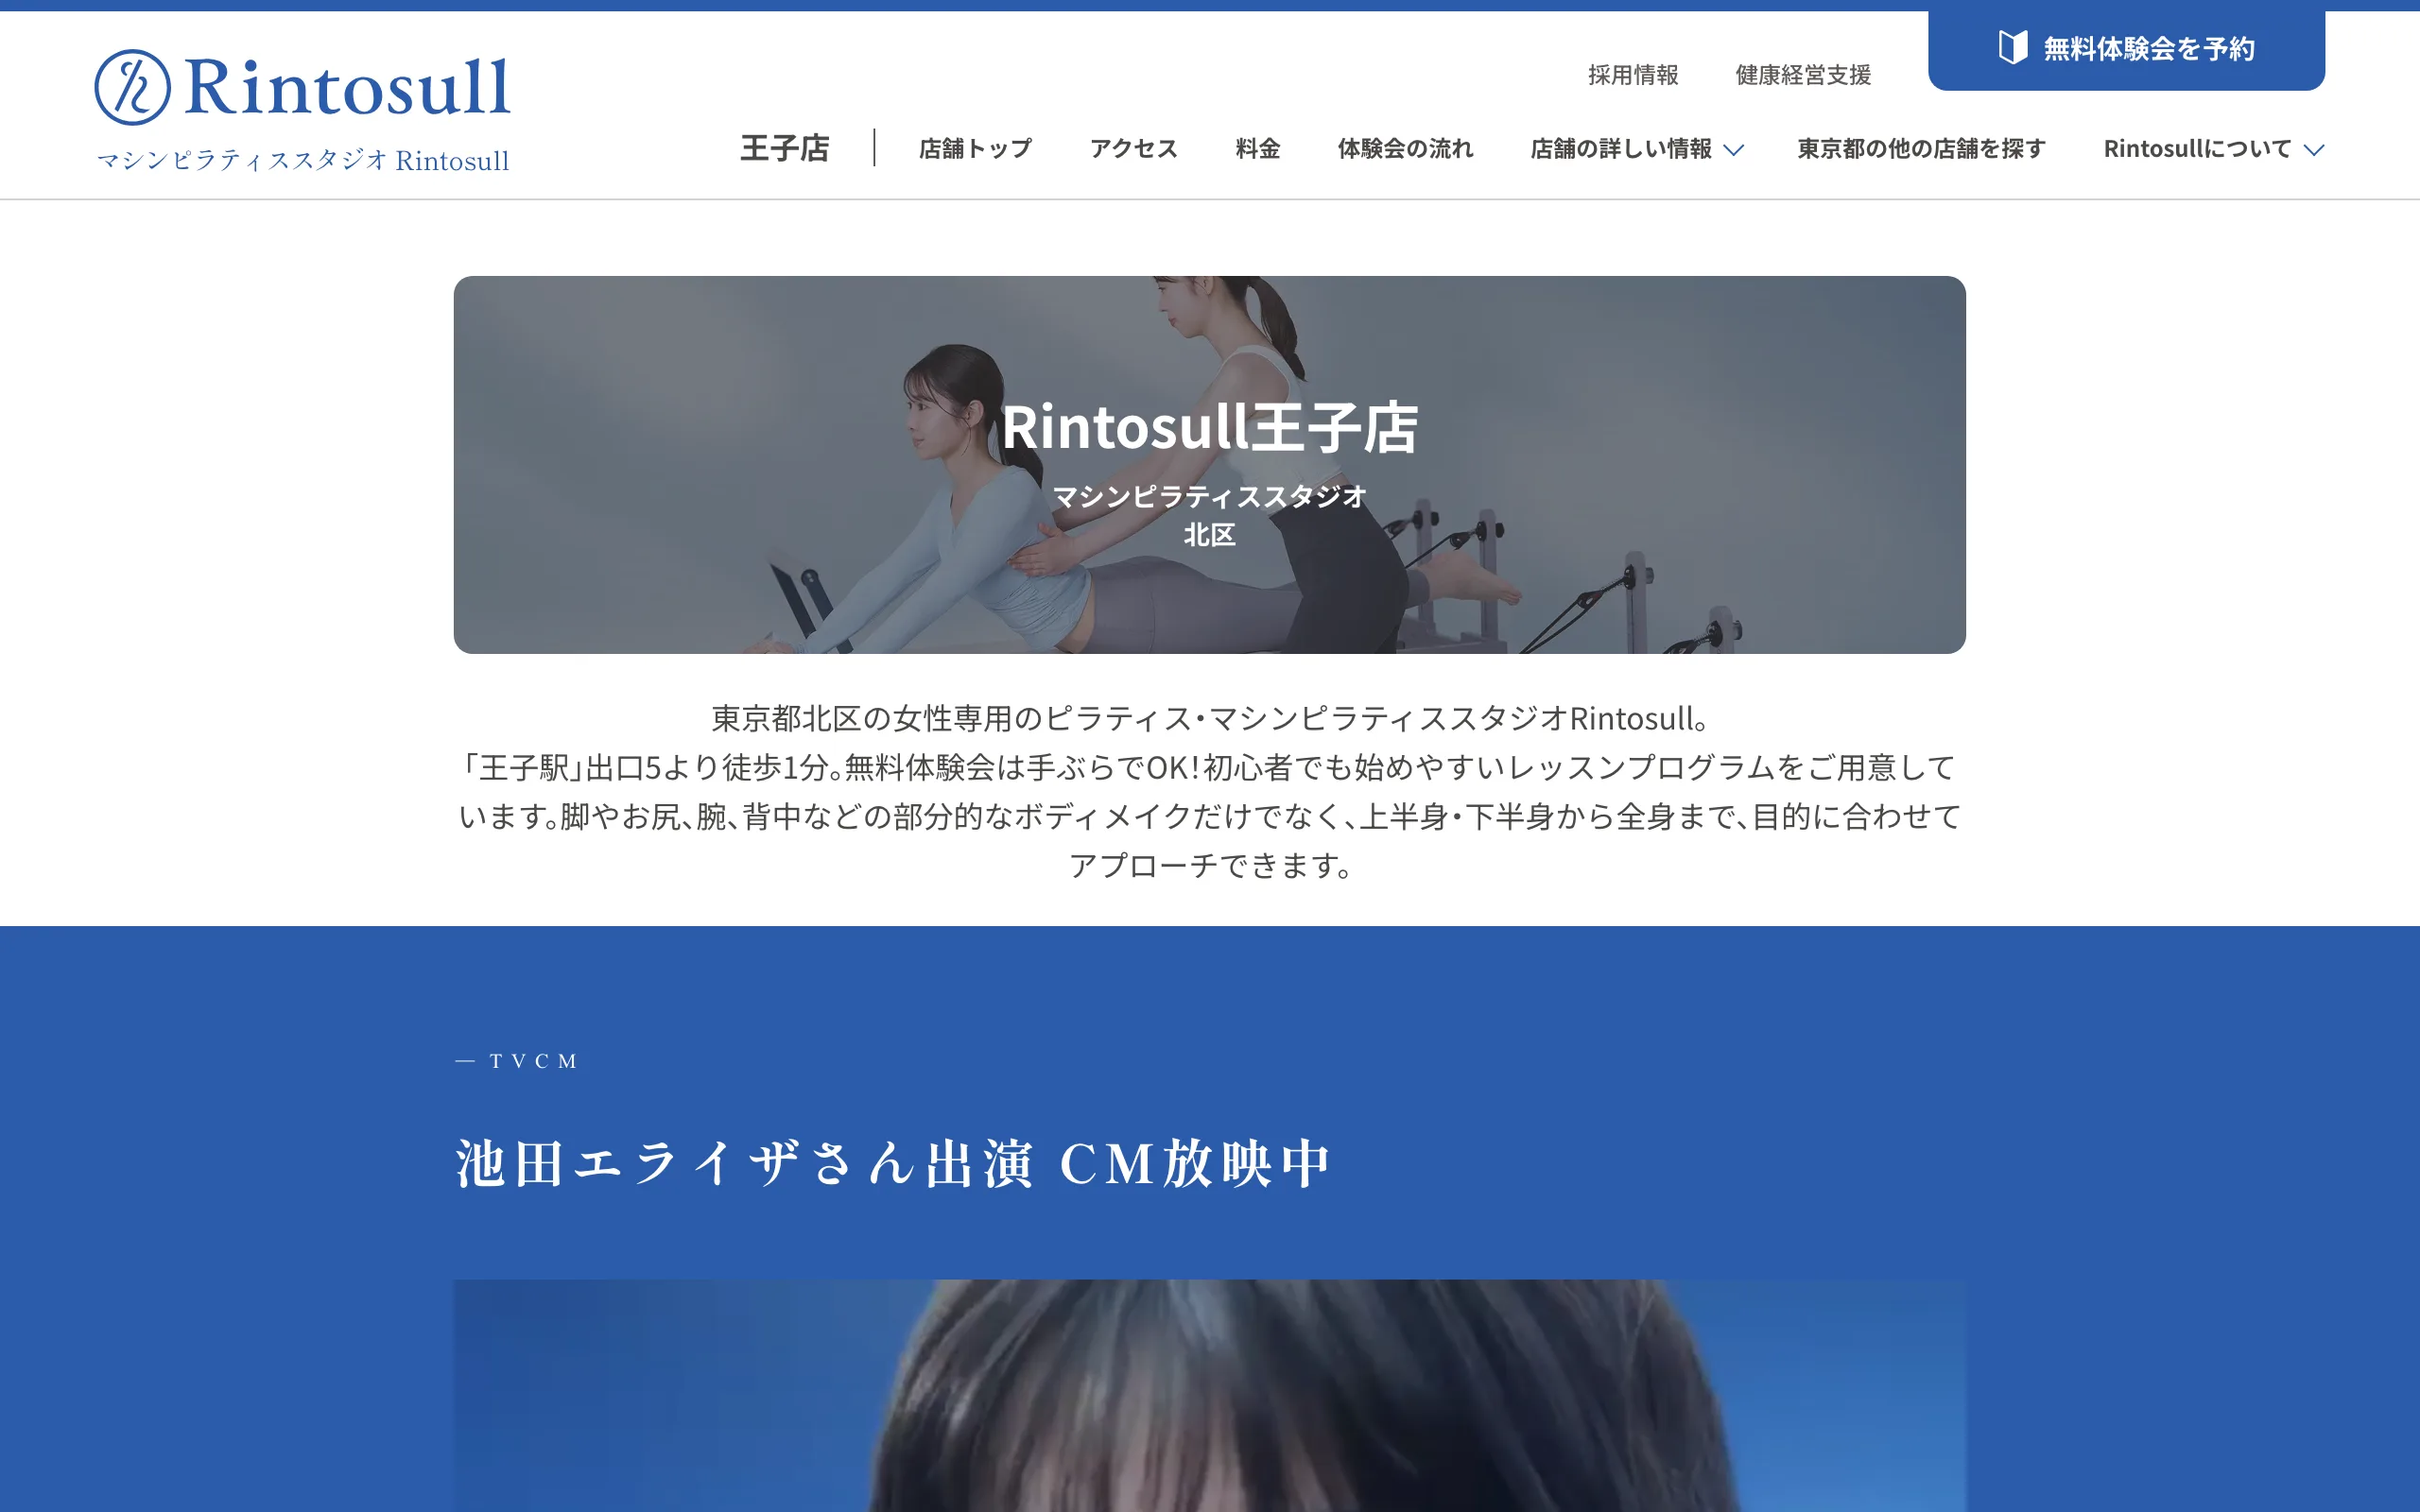 無料体験会を予約
採用情報 健康経営支援
Rintosull
マシンピラティススタジオ Rintosull
王子店 店舗トップ アクセス 料金 体験会の流れ 店舗の詳しい情報 東京都の他の店舗を探す Rintosullについて
Rintosull王子店
マシンピラティススタジオ
北区
東京都北区の女性専用のピラティス・マシンピラティススタジオRintosull。
「王子駅」出口5より徒歩1分。無料体験会は手ぶらでOK!初心者でも始めやすいレッスンプログラムをご用意して
います。脚やお尻、腕、背中などの部分的なボディメイクだけでなく、上半身・下半身から全身まで、目的に合わせて
アプローチできます。
— TVCM
池田エライザさん出演 CM放映中